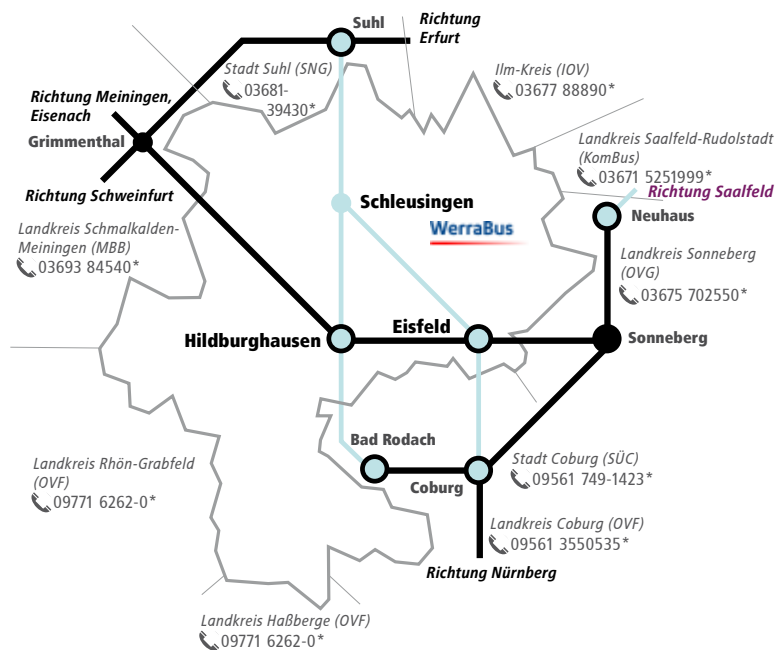 Suhl
Richtung
Erfurt
Stadt Suhl (SNG)
03681-
39430*
Ilm-Kreis (IOV)
03677 88890*
Richtung Meiningen,
Eisenach
Grimmenthal
Richtung Schweinfurt
Landkreis Saalfeld-Rudolstadt
(KomBus)
03671 5251999*
Richtung Saalfeld
Neuhaus
Schleusingen
WerraBus
Landkreis Schmalkalden-
Meiningen (MBB)
03693 84540*
Landkreis Sonneberg
(OVG)
03675 702550*
Hildburghausen
Eisfeld
Sonneberg
Bad Rodach
Coburg
Landkreis Rhön-Grabfeld
(OVF)
09771 6262-0*
Stadt Coburg (SÜC)
09561 749-1423*
Landkreis Coburg (OVF)
09561 3550535*
Richtung Nürnberg
Landkreis Haßberge (OVF)
09771 6262-0*